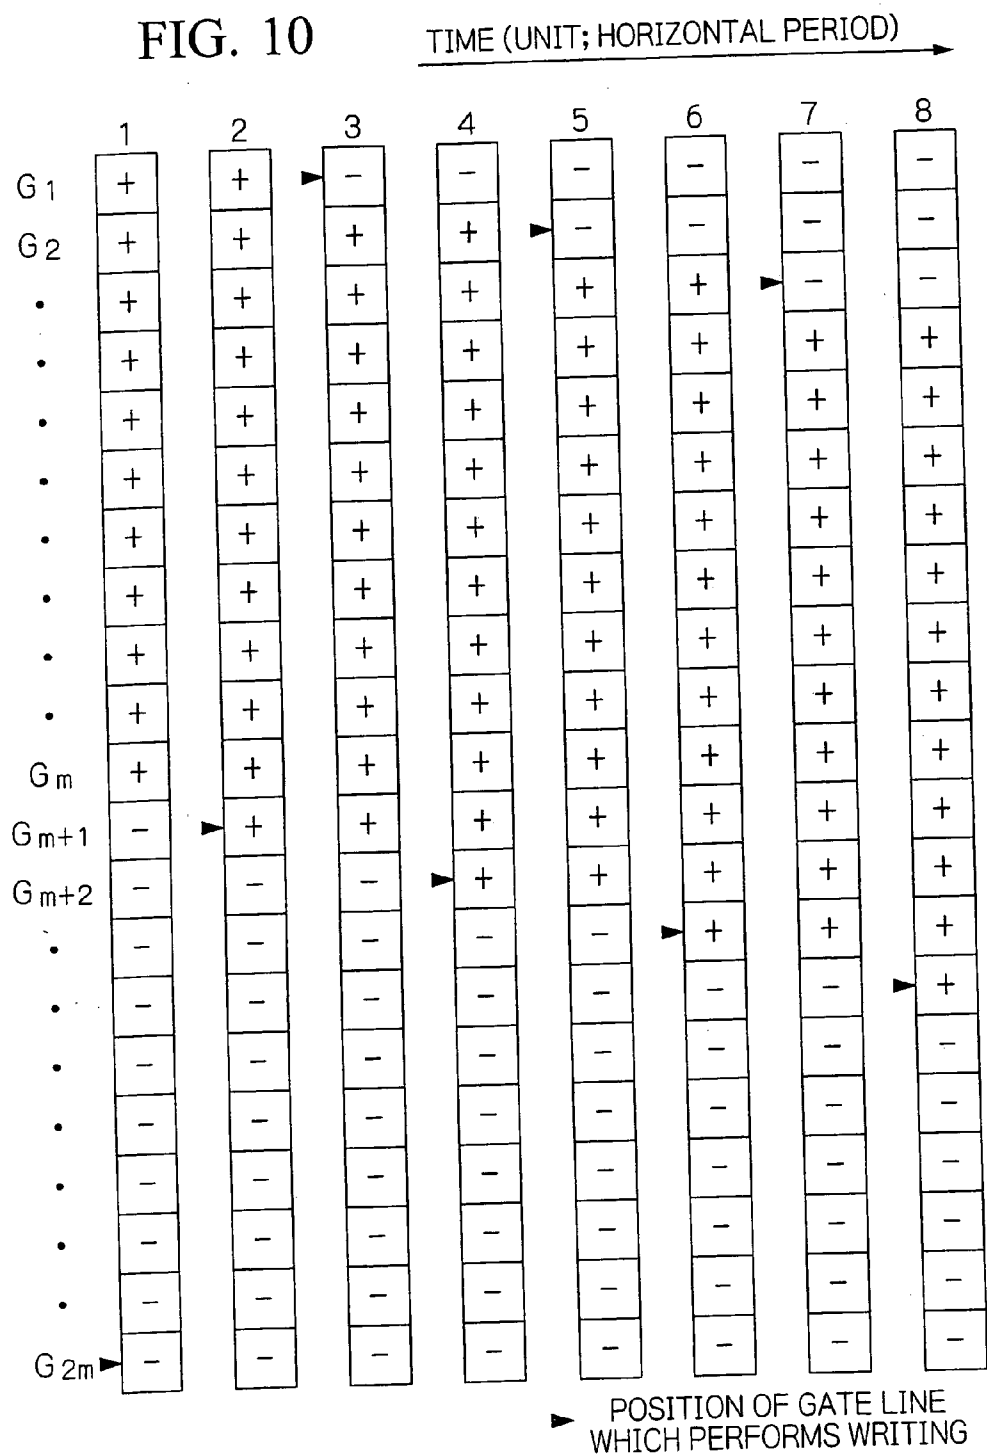 FIG. 10
TIME (UNIT; HORIZONTAL PERIOD)
1 2 3 4 5 6 7 8
G1 + + − − − − − −
G2 + + + + − − − −
• + + + + + + − −
• + + + + + + + +
• + + + + + + + +
• + + + + + + + +
• + + + + + + + +
• + + + + + + + +
• + + + + + + + +
• + + + + + + + +
Gm + + + + + + + +
Gm+1 − + + + + + + +
Gm+2 − − − + + + + +
• − − − − − + + +
• − − − − − − − +
• − − − − − − − −
• − − − − − − − −
• − − − − − − − −
• − − − − − − − −
• − − − − − − − −
G2m − − − − − − − −
POSITION OF GATE LINE
WHICH PERFORMS WRITING